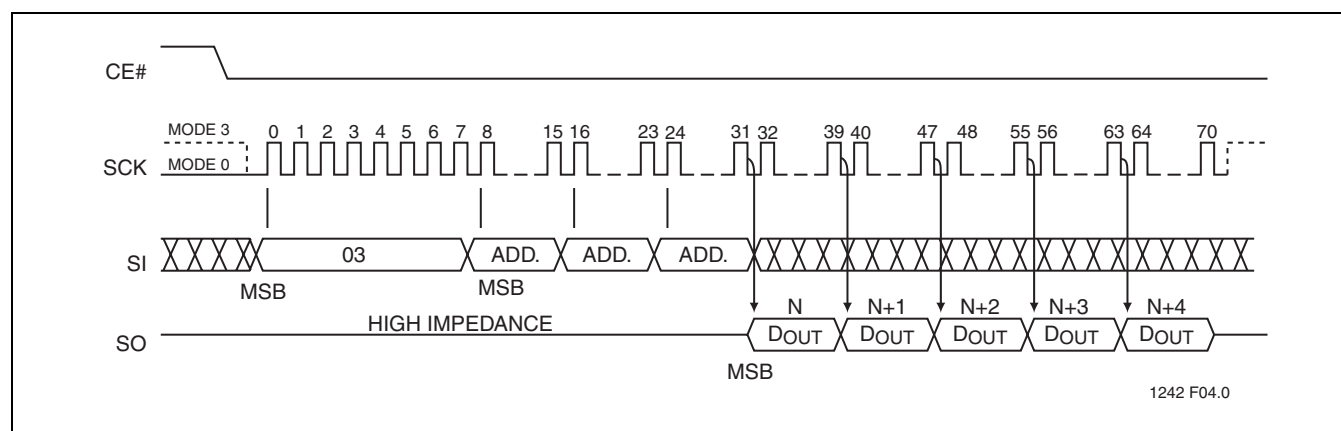 CE#
MODE 3
0 1 2 3 4 5 6 7 8 15 16 23 24 31 32 39 40 47 48 55 56 63 64 70
SCK
MODE 0
SI
03
ADD.
ADD.
ADD.
MSB
MSB
N
N+1
N+2
N+3
N+4
HIGH IMPEDANCE
SO
DOUT
DOUT
DOUT
DOUT
DOUT
MSB
1242 F04.0